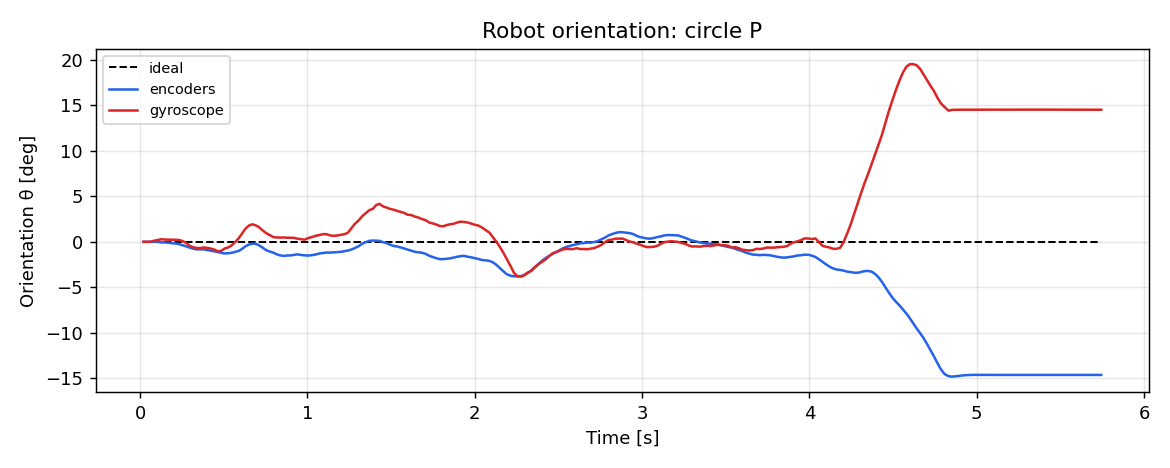 Robot orientation: circle P
ideal
encoders
gyroscope
Orientation θ [deg]
20
15
10
5
0
−5
−10
−15
0 1 2 3 4 5 6
Time [s]